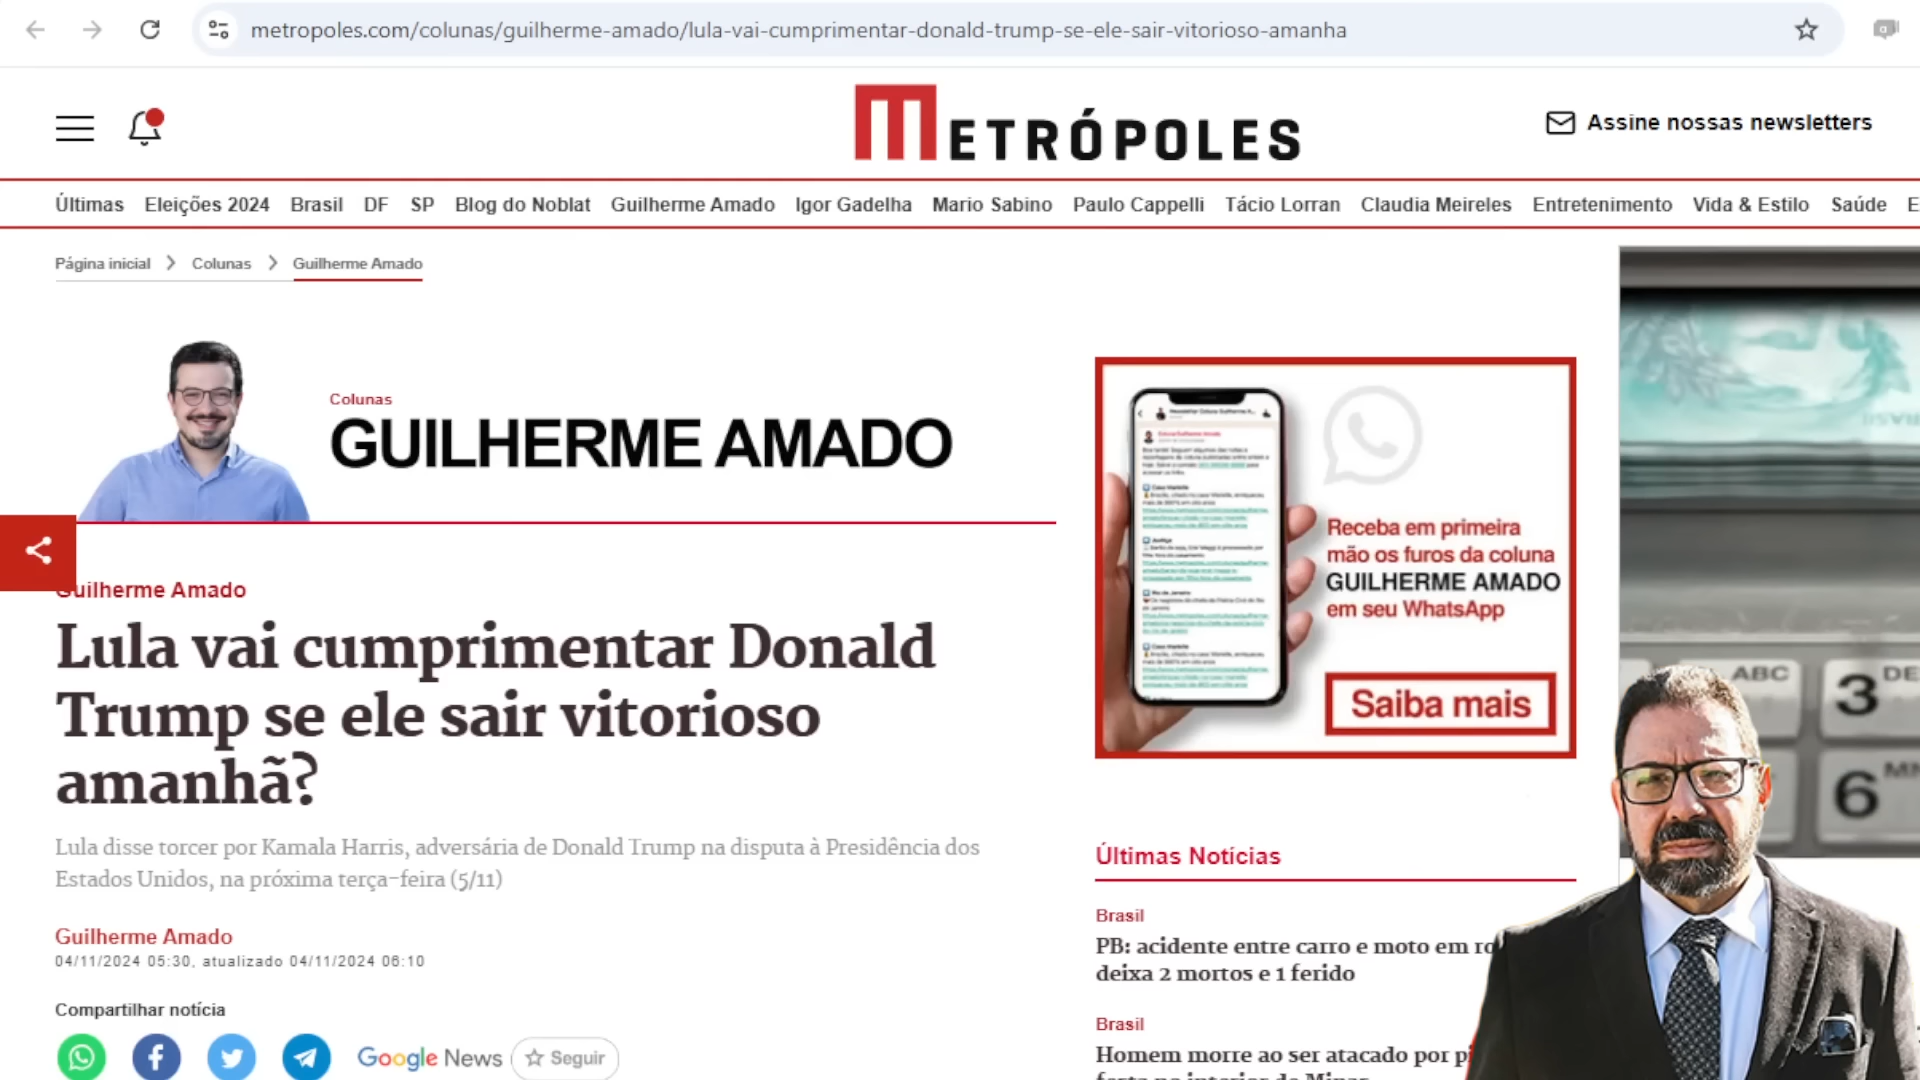 metropoles.com/colunas/guilherme-amado/lula-vai-cumprimentar-donald-trump-se-ele-sair-vitorioso-amanha
METRÓPOLES
Assine nossas newsletters
Últimas Eleições 2024 Brasil DF SP Blog do Noblat Guilherme Amado Igor Gadelha Mario Sabino Paulo Cappelli Tácio Lorran Claudia Meireles Entretenimento Vida & Estilo Saúde E
Página inicial Colunas Guilherme Amado
Colunas
GUILHERME AMADO
Receba em primeira
mão os furos da coluna
GUILHERME AMADO
em seu WhatsApp
Saiba mais
Guilherme Amado
Lula vai cumprimentar Donald
Trump se ele sair vitorioso
amanhã?
Lula disse torcer por Kamala Harris, adversária de Donald Trump na disputa à Presidência dos
Estados Unidos, na próxima terça-feira (5/11)
Guilherme Amado
04/11/2024 05:30, atualizado 04/11/2024 06:10
Compartilhar notícia
Google News Seguir
ABC
3 DE
6 MN
Últimas Notícias
Brasil
PB: acidente entre carro e moto em ro
deixa 2 mortos e 1 ferido
Brasil
Homem morre ao ser atacado por pi